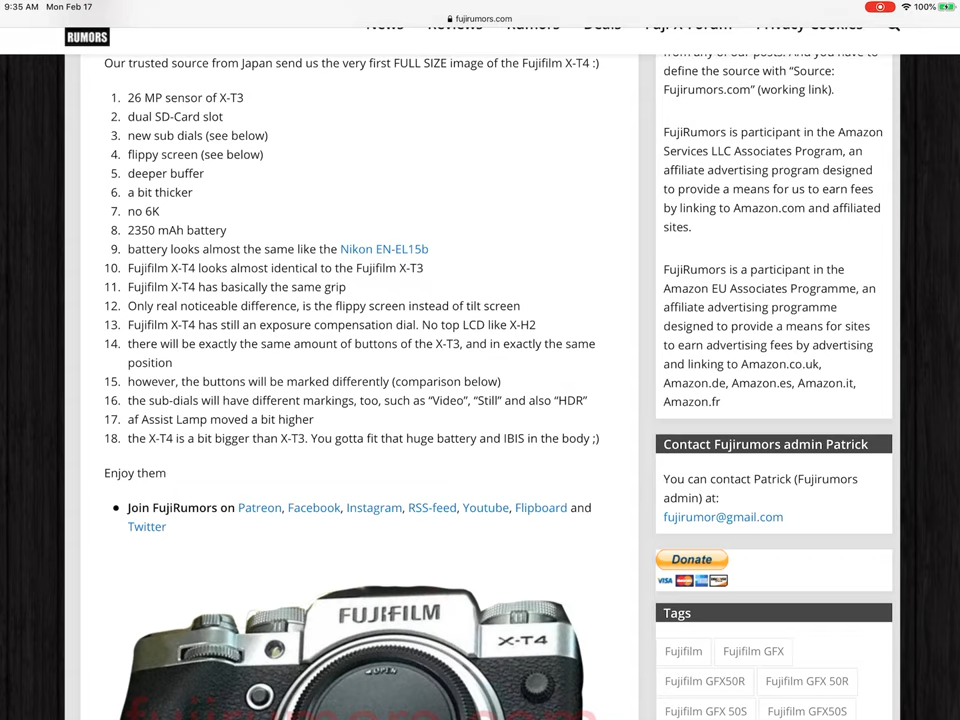 9:35 AM Mon Feb 17
100%
fujirumors.com
RUMORS
News Reviews Rumors Deals Fuji X Forum Privacy Cookies
Our trusted source from Japan send us the very first FULL SIZE image of the Fujifilm X-T4 :)
1. 26 MP sensor of X-T3
2. dual SD-Card slot
3. new sub dials (see below)
4. flippy screen (see below)
5. deeper buffer
6. a bit thicker
7. no 6K
8. 2350 mAh battery
9. battery looks almost the same like the Nikon EN-EL15b
10. Fujifilm X-T4 looks almost identical to the Fujifilm X-T3
11. Fujifilm X-T4 has basically the same grip
12. Only real noticeable difference, is the flippy screen instead of tilt screen
13. Fujifilm X-T4 has still an exposure compensation dial. No top LCD like X-H2
14. there will be exactly the same amount of buttons of the X-T3, and in exactly the same
position
15. however, the buttons will be marked differently (comparison below)
16. the sub-dials will have different markings, too, such as “Video”, “Still” and also “HDR”
17. af Assist Lamp moved a bit higher
18. the X-T4 is a bit bigger than X-T3. You gotta fit that huge battery and IBIS in the body ;)
Enjoy them
• Join FujiRumors on Patreon, Facebook, Instagram, RSS-feed, Youtube, Flipboard and
Twitter
FUJIFILM
X-T4
OPEN
fujirumors.com
from any of our posts. And you have to
define the source with “Source:
Fujirumors.com” (working link).
FujiRumors is participant in the Amazon
Services LLC Associates Program, an
affiliate advertising program designed
to provide a means for us to earn fees
by linking to Amazon.com and affiliated
sites.
FujiRumors is a participant in the
Amazon EU Associates Programme, an
affiliate advertising programme
designed to provide a means for sites
to earn advertising fees by advertising
and linking to Amazon.co.uk,
Amazon.de, Amazon.es, Amazon.it,
Amazon.fr
Contact Fujirumors admin Patrick
You can contact Patrick (Fujirumors
admin) at:
fujirumor@gmail.com
Donate
VISA
Tags
Fujifilm Fujifilm GFX
Fujifilm GFX50R Fujifilm GFX 50R
Fujifilm GFX 50S Fujifilm GFX50S